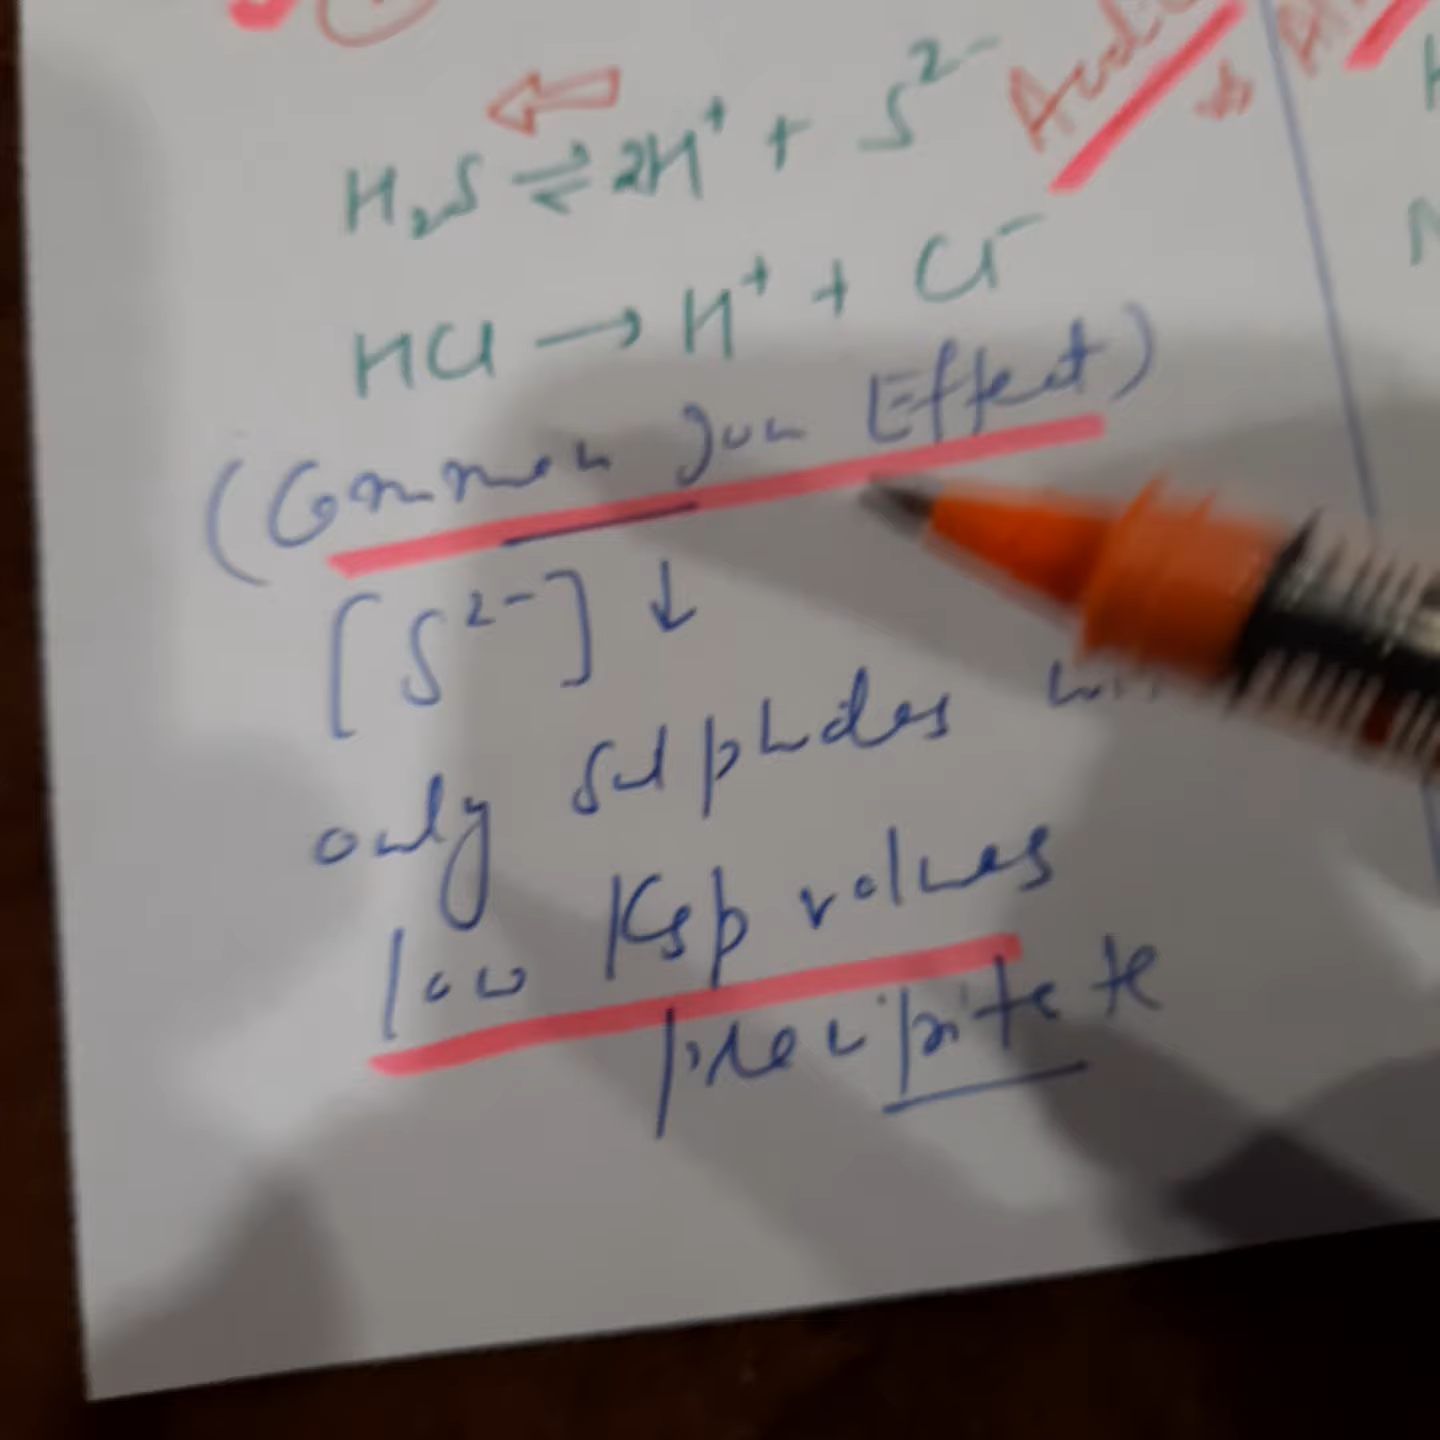 H₂S ⇌ 2H⁺ + S²⁻
HCl → H⁺ + Cl⁻
(Common Ion Effect)
[S²⁻] ↓
only sulphides
low Ksp values
precipitate